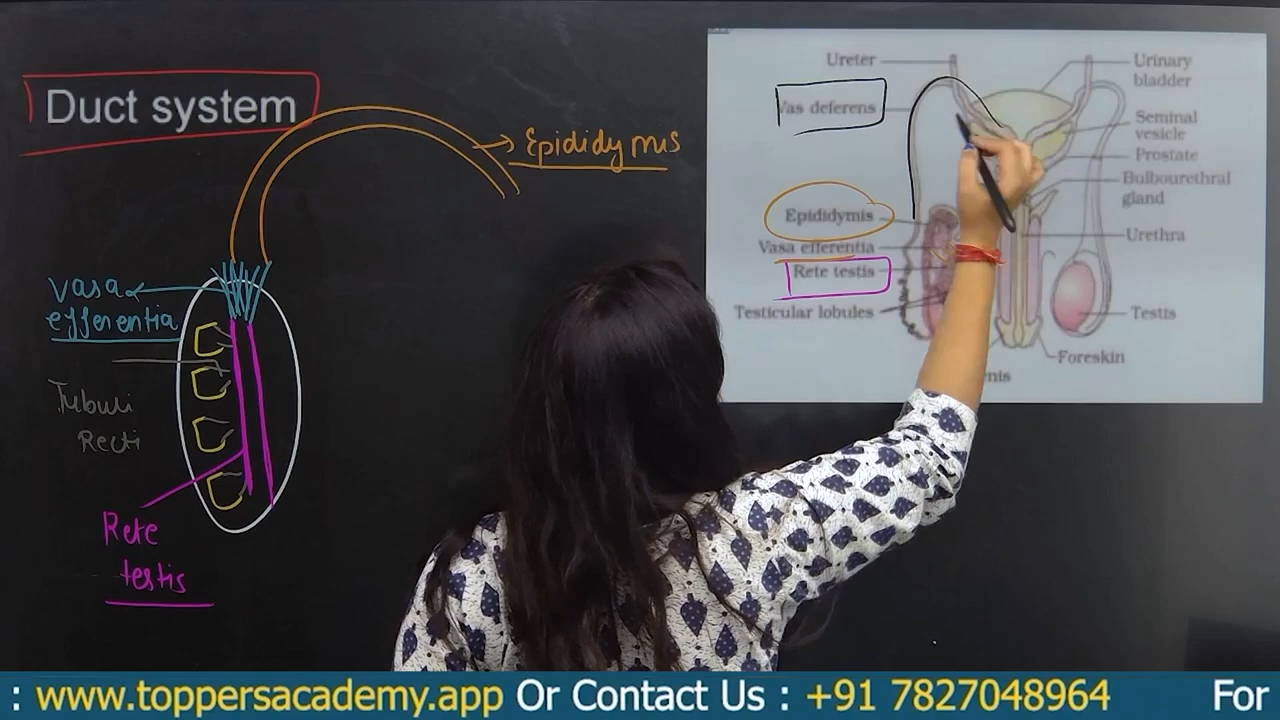 Duct system
Epididymis
Vasa
efferentia
Tubuli
Recti
Rete
testis
Ureter
Vas deferens
Epididymis
Vasa efferentia
Rete testis
Testicular lobules
Urinary
bladder
Seminal
vesicle
Prostate
Bulbourethral
gland
Urethra
Testis
Foreskin
: www.toppersacademy.app Or Contact Us : +91 7827048964 For